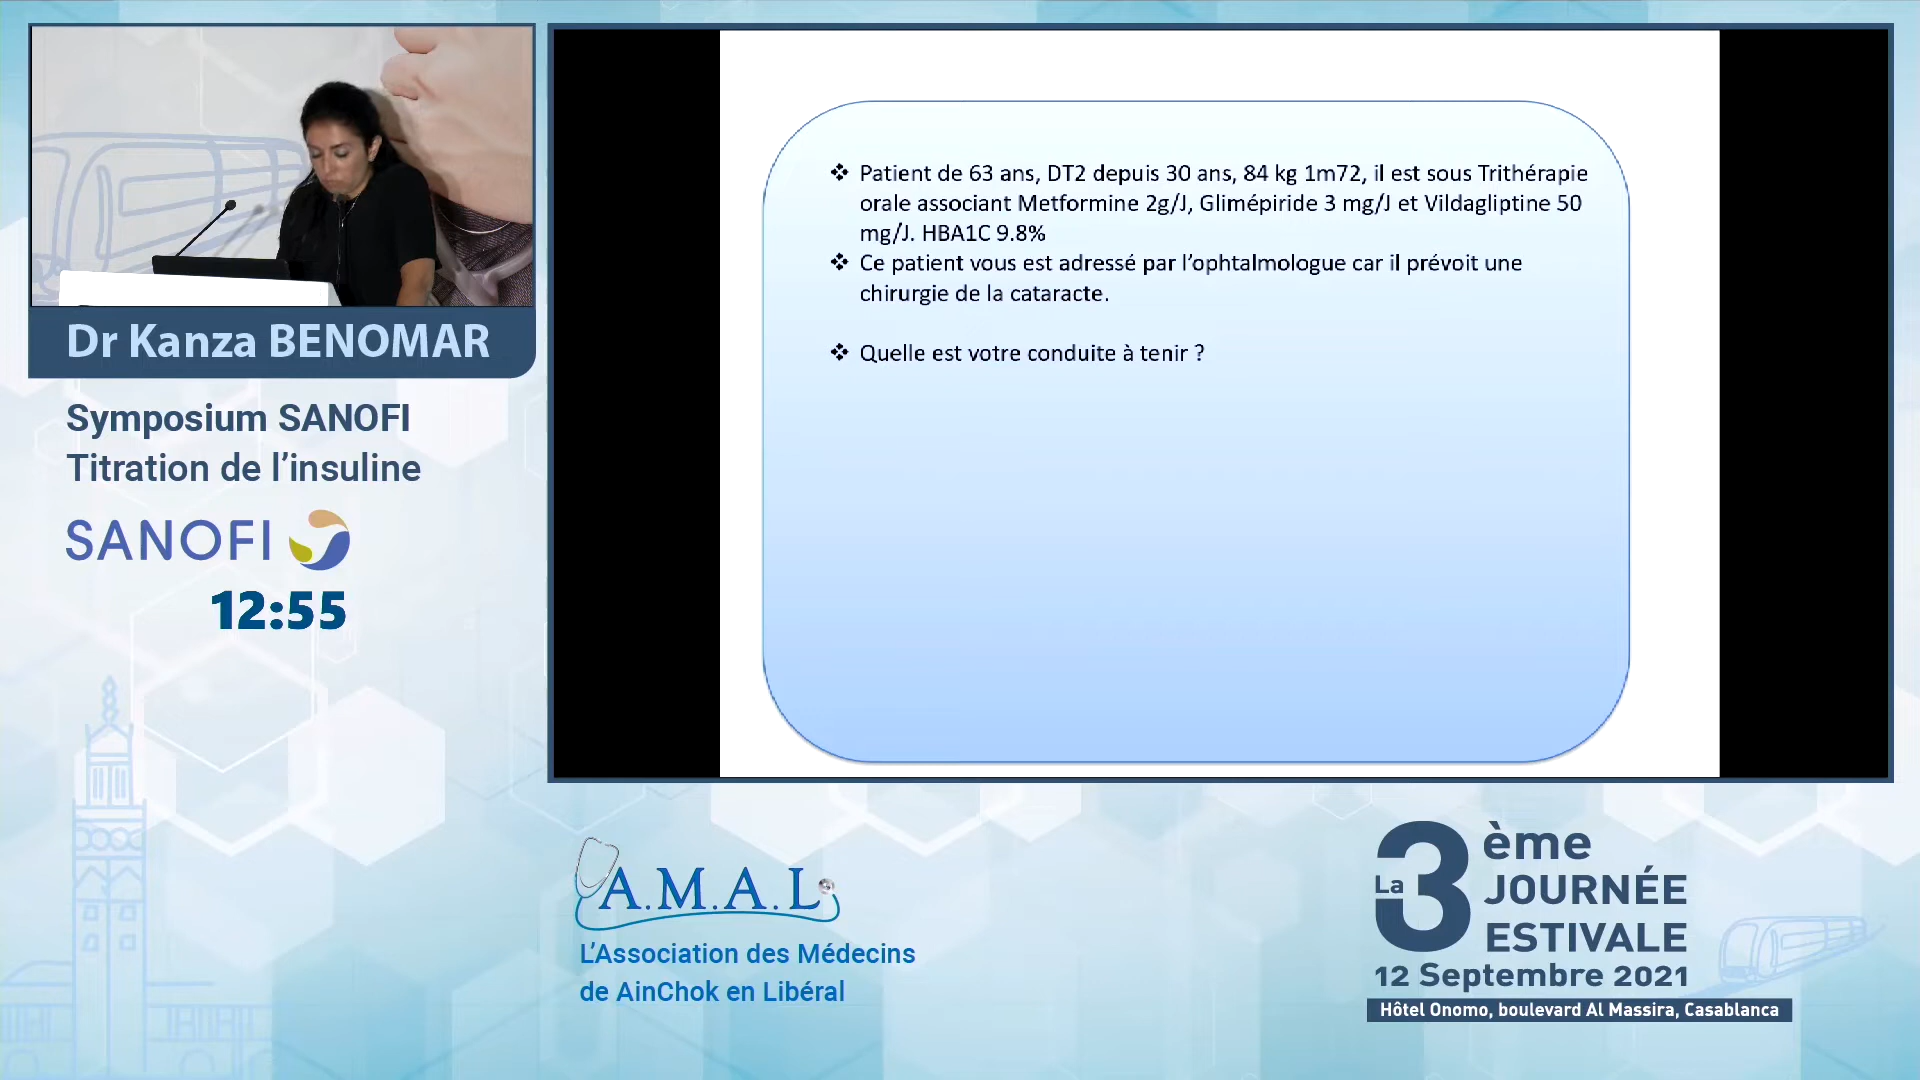 Dr Kanza BENOMAR
Symposium SANOFI
Titration de l’insuline
SANOFI
12:55
❖ Patient de 63 ans, DT2 depuis 30 ans, 84 kg 1m72, il est sous Trithérapie
orale associant Metformine 2g/J, Glimépiride 3 mg/J et Vildagliptine 50
mg/J. HBA1C 9.8%
❖ Ce patient vous est adressé par l’ophtalmologue car il prévoit une
chirurgie de la cataracte.
❖ Quelle est votre conduite à tenir ?
A.M.A.L
L’Association des Médecins
de AinChok en Libéral
La 3ème
JOURNÉE
ESTIVALE
12 Septembre 2021
Hôtel Onomo, boulevard Al Massira, Casablanca